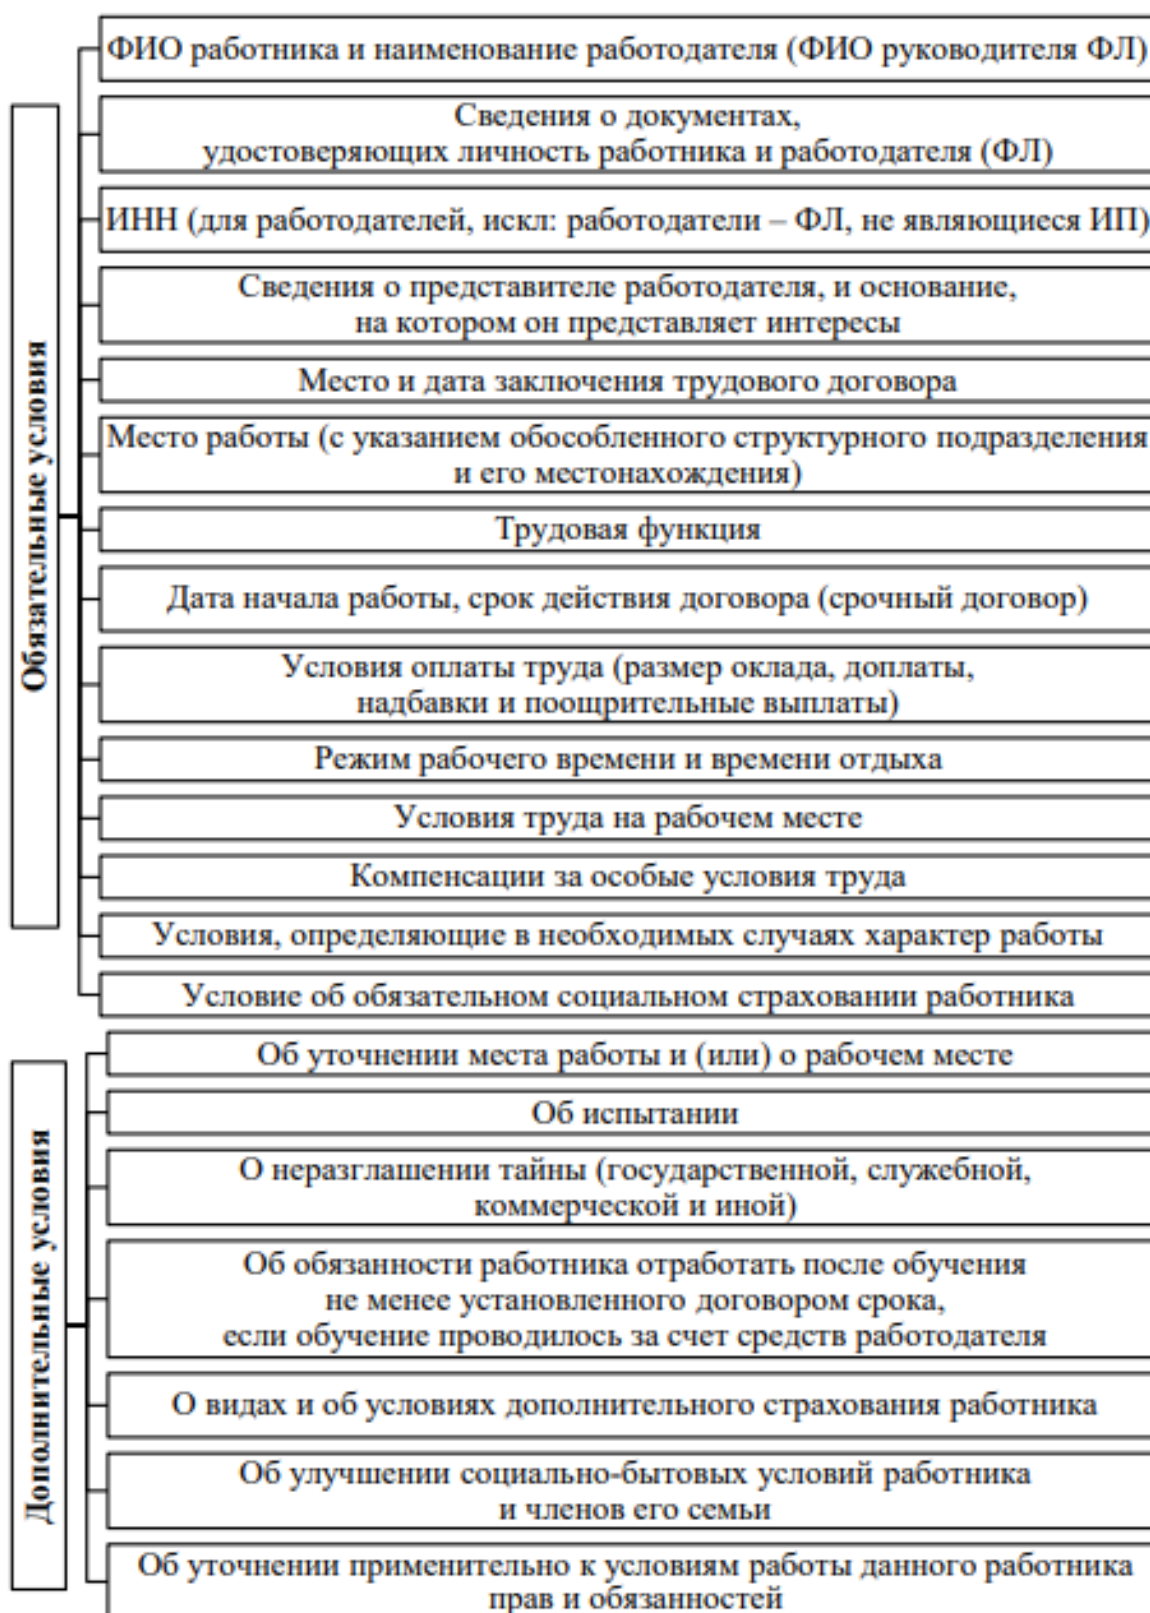 Обязательные условия
ФИО работника и наименование работодателя (ФИО руководителя ФЛ)
Сведения о документах,
удостоверяющих личность работника и работодателя (ФЛ)
ИНН (для работодателей, искл: работодатели – ФЛ, не являющиеся ИП)
Сведения о представителе работодателя, и основание,
на котором он представляет интересы
Место и дата заключения трудового договора
Место работы (с указанием обособленного структурного подразделения
и его местонахождения)
Трудовая функция
Дата начала работы, срок действия договора (срочный договор)
Условия оплаты труда (размер оклада, доплаты,
надбавки и поощрительные выплаты)
Режим рабочего времени и времени отдыха
Условия труда на рабочем месте
Компенсации за особые условия труда
Условия, определяющие в необходимых случаях характер работы
Условие об обязательном социальном страховании работника
Дополнительные условия
Об уточнении места работы и (или) о рабочем месте
Об испытании
О неразглашении тайны (государственной, служебной,
коммерческой и иной)
Об обязанности работника отработать после обучения
не менее установленного договором срока,
если обучение проводилось за счет средств работодателя
О видах и об условиях дополнительного страхования работника
Об улучшении социально-бытовых условий работника
и членов его семьи
Об уточнении применительно к условиям работы данного работника
прав и обязанностей